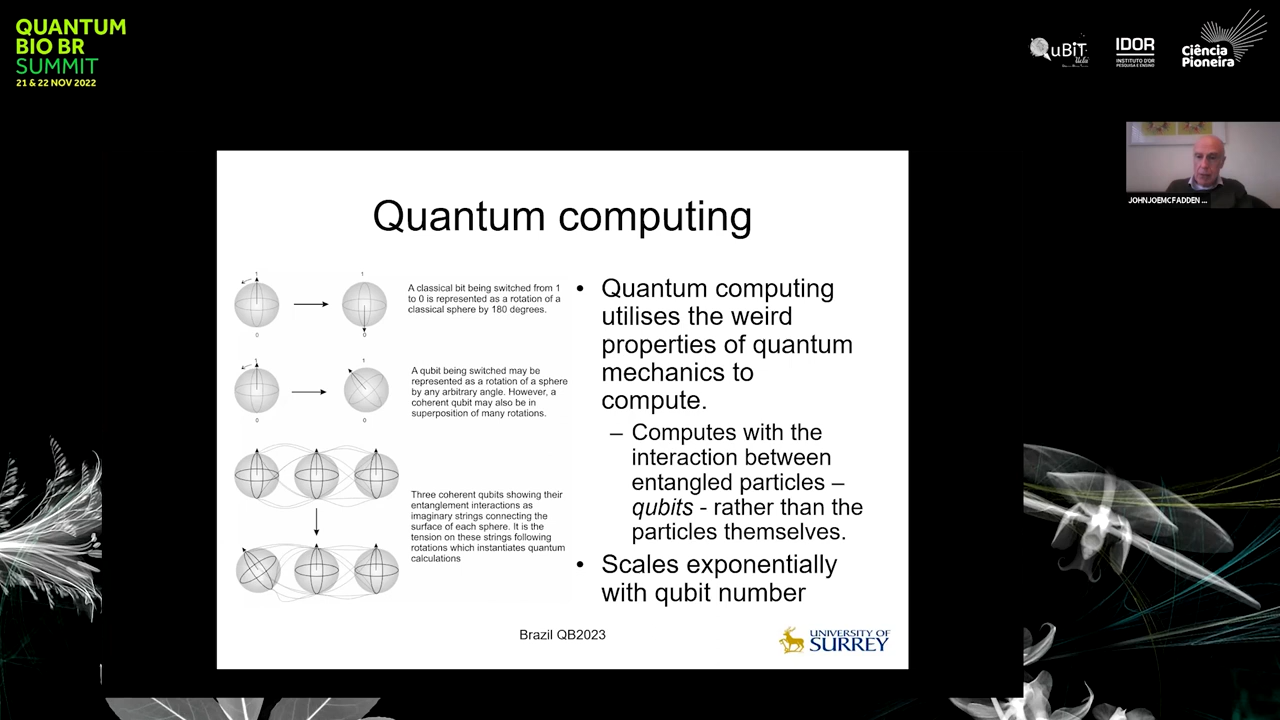 QUANTUM
BIO BR
SUMMIT
21 & 22 NOV 2022
QuBiT
IDOR
INSTITUTO D'OR
PESQUISA E ENSINO
Ciência
Pioneira
JOHNJOEMCFADDEN ...
Quantum computing
1
0
1
0
A classical bit being switched from 1
to 0 is represented as a rotation of a
classical sphere by 180 degrees.
1
0
1
0
A qubit being switched may be
represented as a rotation of a sphere
by any arbitrary angle. However, a
coherent qubit may also be in
superposition of many rotations.
Three coherent qubits showing their
entanglement interactions as
imaginary strings connecting the
surface of each sphere. It is the
tension on these strings following
rotations which instantiates quantum
calculations
• Quantum computing
utilises the weird
properties of quantum
mechanics to
compute.
– Computes with the
interaction between
entangled particles –
qubits - rather than the
particles themselves.
• Scales exponentially
with qubit number
Brazil QB2023
UNIVERSITY OF
SURREY